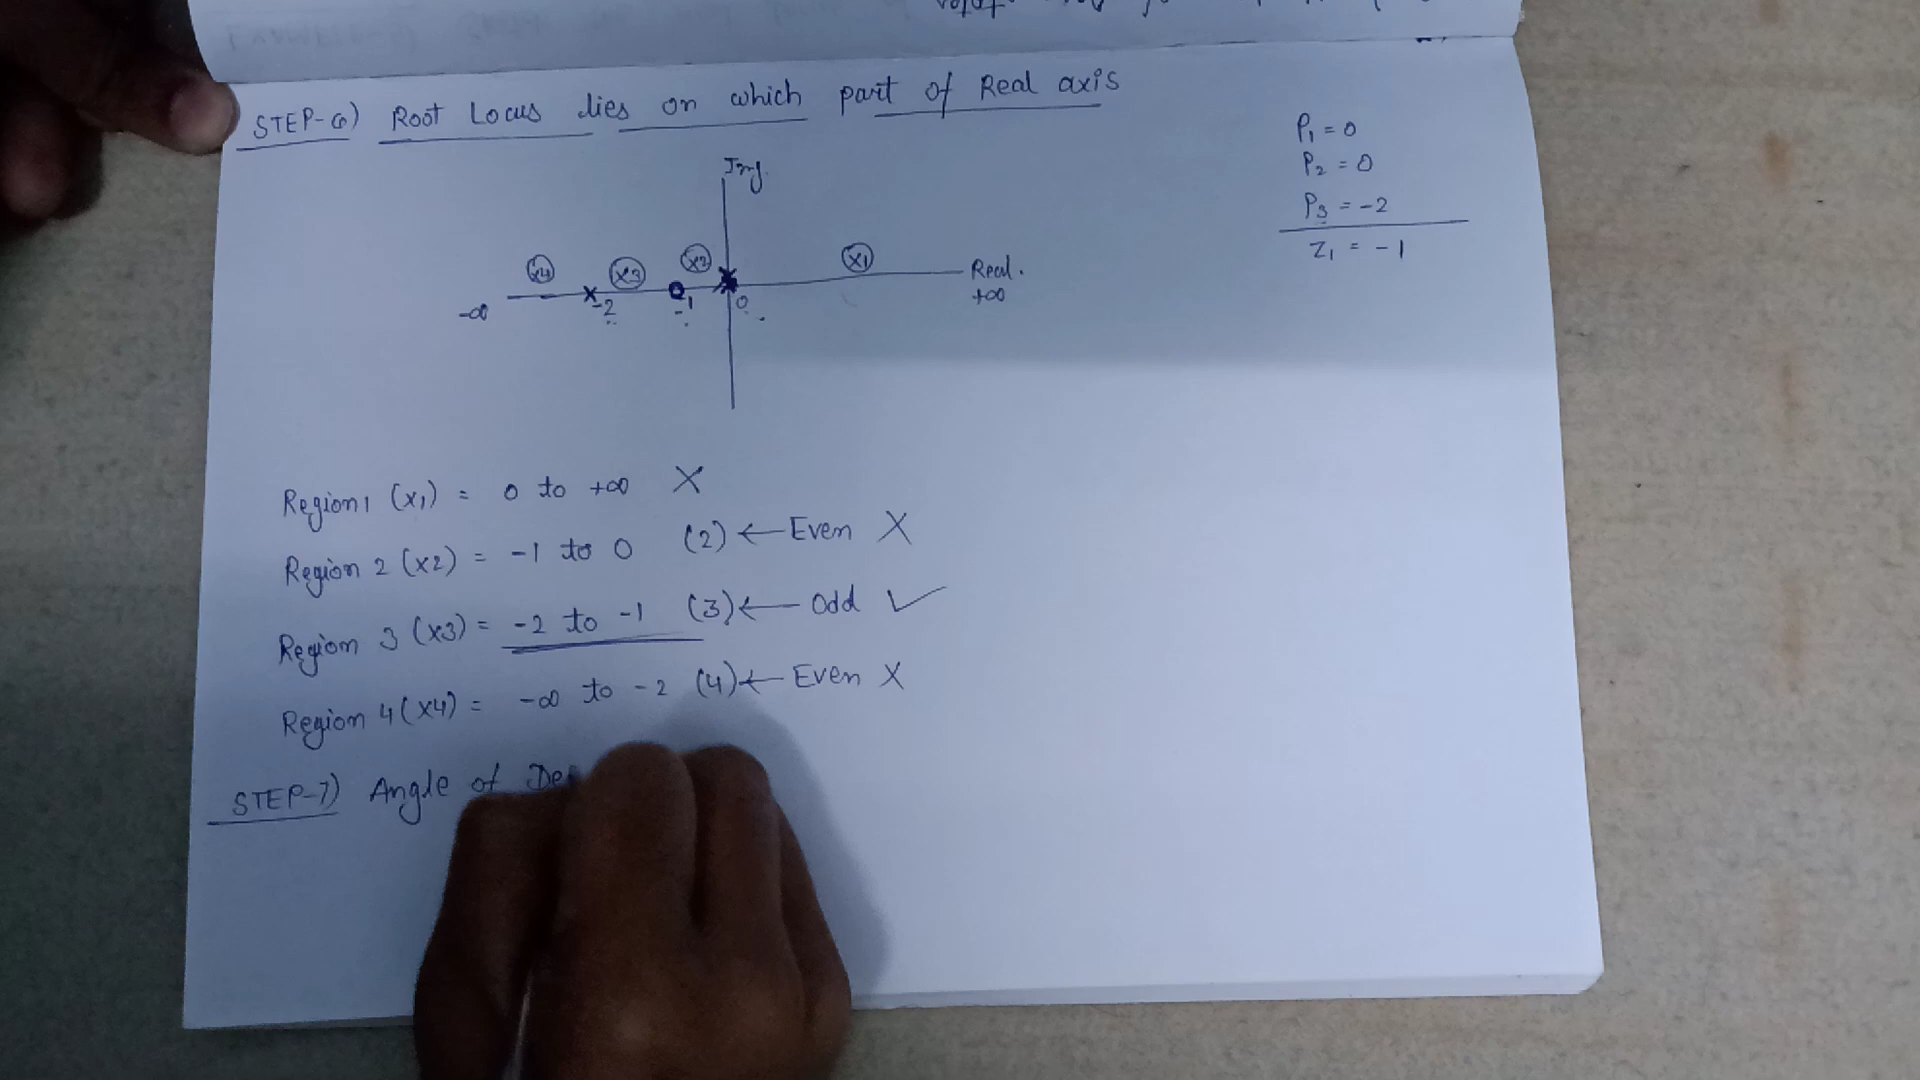 STEP-6) Root Locus lies on which part of Real axis
P1 = 0
P2 = 0
P3 = -2
Z1 = -1
Img.
x4 x3 x2 x1
Real.
-∞ -2 -1 0 +∞
Region1 (x1) = 0 to +∞ X
Region 2 (x2) = -1 to 0 (2) ← Even X
Region 3 (x3) = -2 to -1 (3) ← Odd ✓
Region 4 (x4) = -∞ to -2 (4) ← Even X
STEP-7) Angle of De